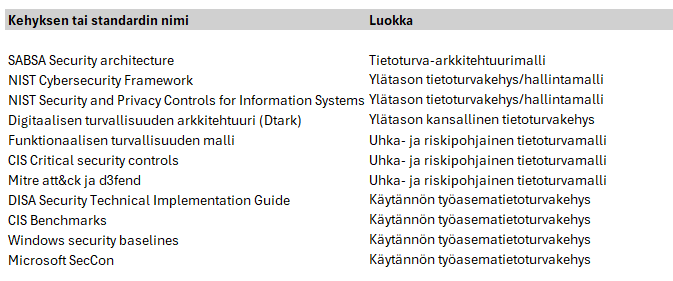 Kehyksen tai standardin nimi Luokka
SABSA Security architecture Tietoturva-arkkitehtuurimalli
NIST Cybersecurity Framework Ylätason tietoturvakehys/hallintamalli
NIST Security and Privacy Controls for Information Systems Ylätason tietoturvakehys/hallintamalli
Digitaalisen turvallisuuden arkkitehtuuri (Dtark) Ylätason kansallinen tietoturvakehys
Funktionaalisen turvallisuuden malli Uhka- ja riskipohjainen tietoturvamalli
CIS Critical security controls Uhka- ja riskipohjainen tietoturvamalli
Mitre att&ck ja d3fend Uhka- ja riskipohjainen tietoturvamalli
DISA Security Technical Implementation Guide Käytännön työasematietoturvakehys
CIS Benchmarks Käytännön työasematietoturvakehys
Windows security baselines Käytännön työasematietoturvakehys
Microsoft SecCon Käytännön työasematietoturvakehys